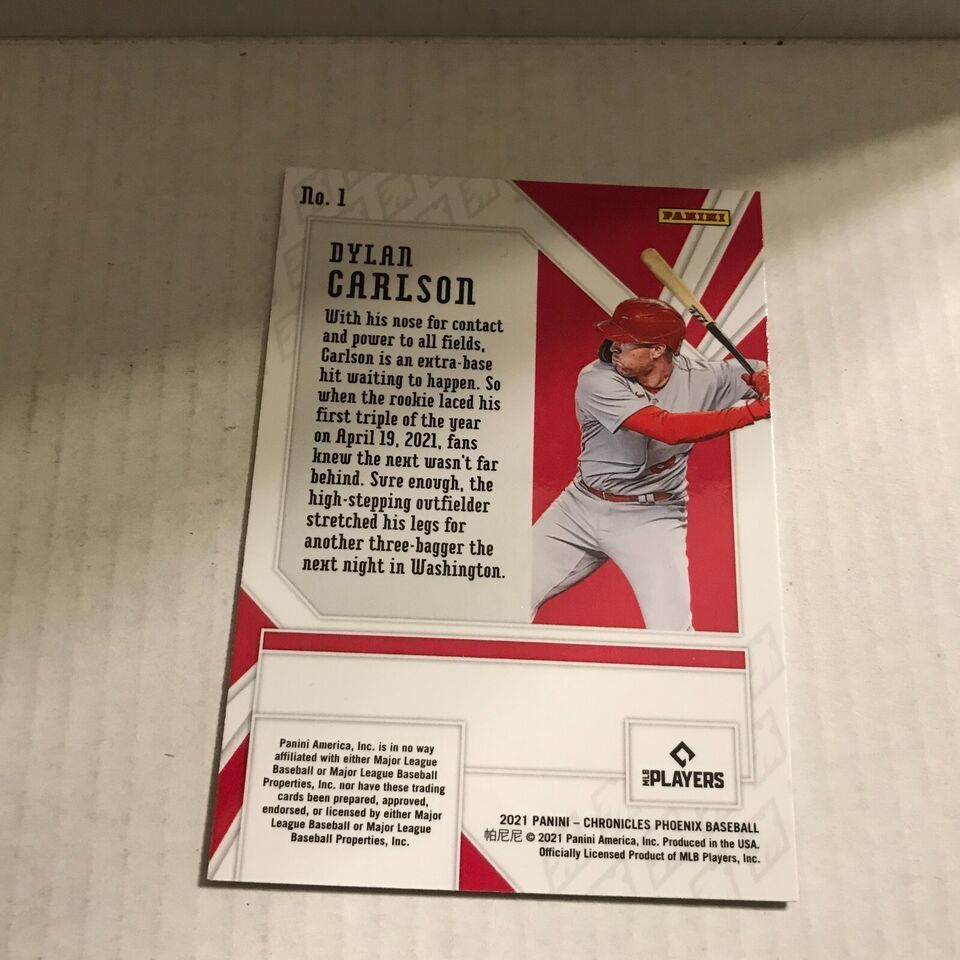 No. 1
PANINI
DYLAN
CARLSON
With his nose for contact
and power to all fields,
Carlson is an extra-base
hit waiting to happen. So
when the rookie laced his
first triple of the year
on April 19, 2021, fans
knew the next wasn't far
behind. Sure enough, the
high-stepping outfielder
stretched his legs for
another three-bagger the
next night in Washington.
Panini America, Inc. is in no way
affiliated with either Major League
Baseball or Major League Baseball
Properties, Inc. nor have these trading
cards been prepared, approved,
endorsed, or licensed by either Major
League Baseball or Major League
Baseball Properties, Inc.
MLB PLAYERS
2021 PANINI – CHRONICLES PHOENIX BASEBALL
帕尼尼 © 2021 Panini America, Inc. Produced in the USA.
Officially Licensed Product of MLB Players, Inc.